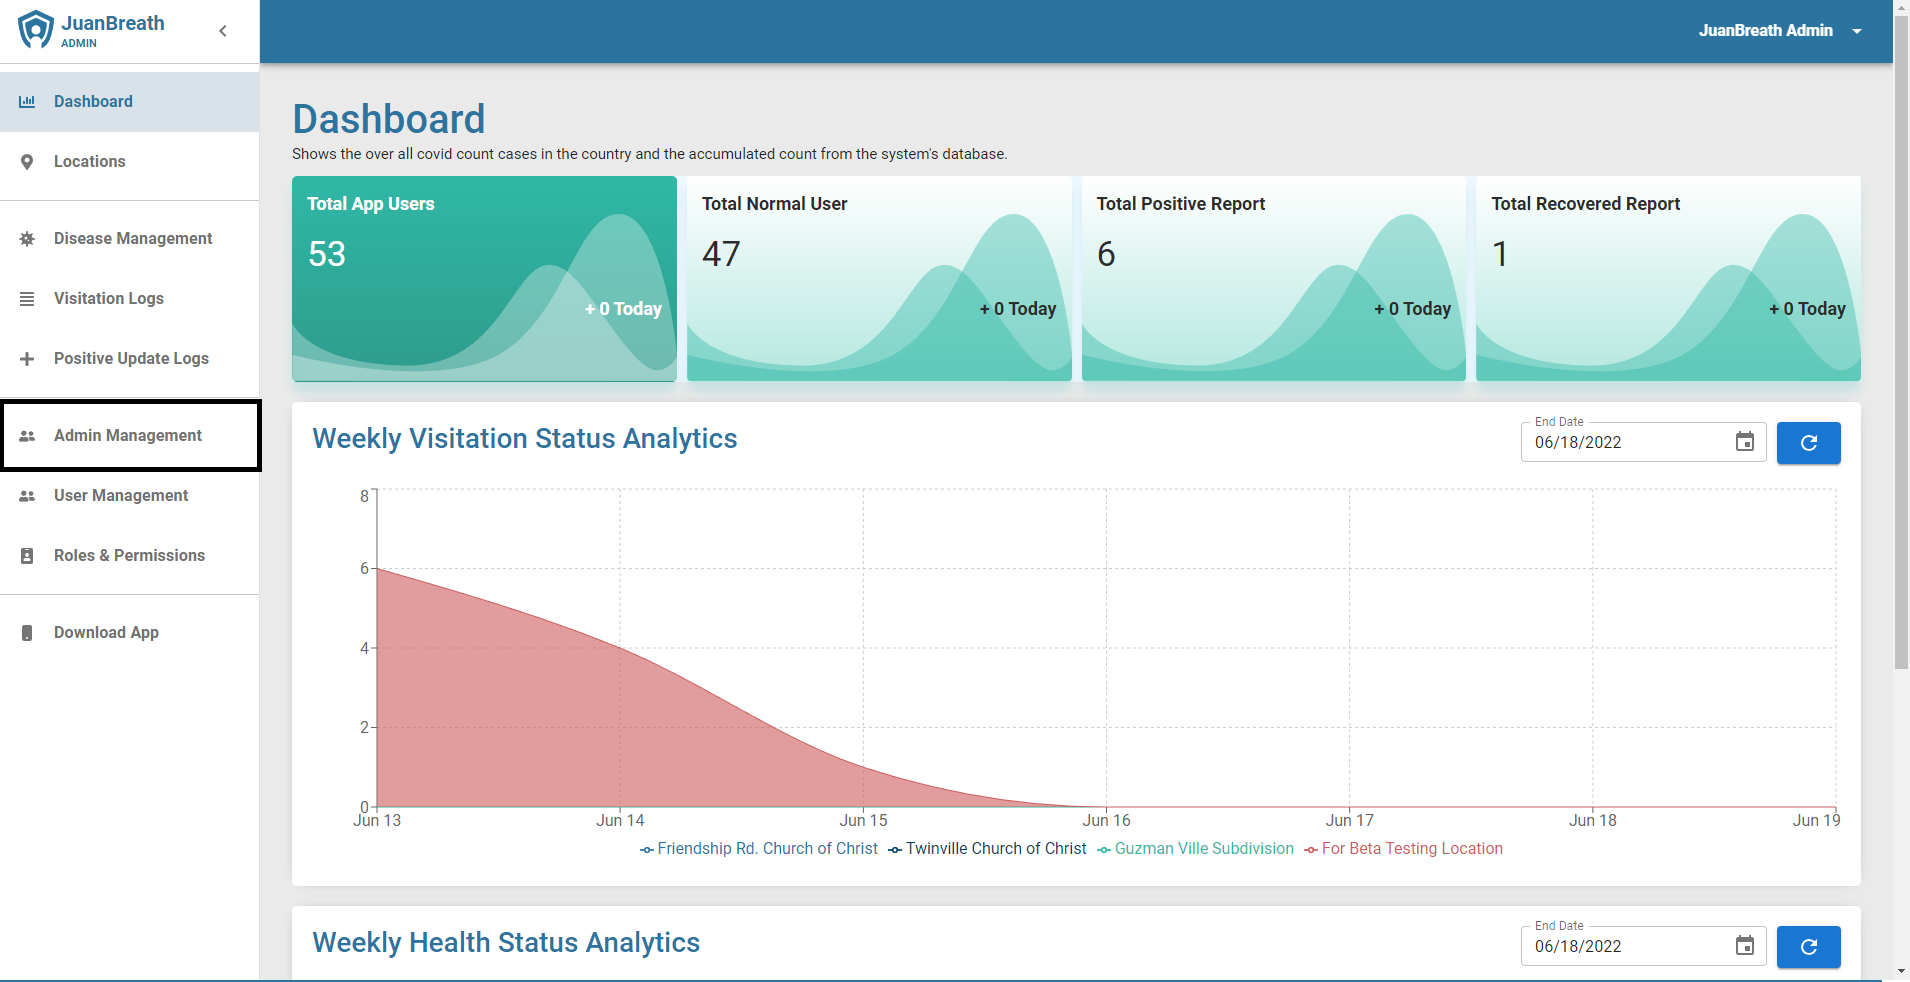 JuanBreath
ADMIN
JuanBreath Admin
Dashboard
Locations
Disease Management
Visitation Logs
Positive Update Logs
Admin Management
User Management
Roles & Permissions
Download App
Dashboard
Shows the over all covid count cases in the country and the accumulated count from the system's database.
Total App Users
53
+ 0 Today
Total Normal User
47
+ 0 Today
Total Positive Report
6
+ 0 Today
Total Recovered Report
1
+ 0 Today
Weekly Visitation Status Analytics
End Date
06/18/2022
8
6
4
2
0
Jun 13 Jun 14 Jun 15 Jun 16 Jun 17 Jun 18 Jun 19
Friendship Rd. Church of Christ Twinville Church of Christ Guzman Ville Subdivision For Beta Testing Location
Weekly Health Status Analytics
End Date
06/18/2022